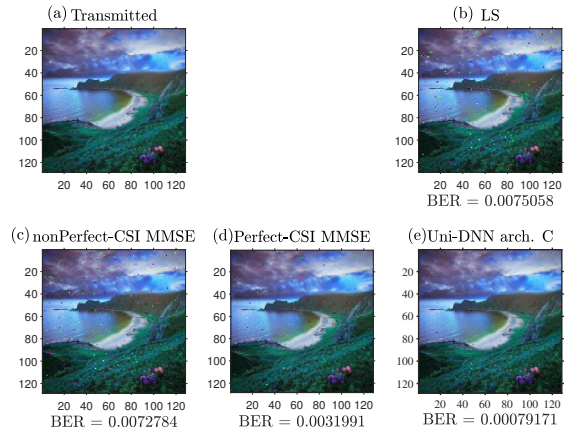 (a) Transmitted
(b) LS
20
40
60
80
100
120
20 40 60 80 100 120
20
40
60
80
100
120
20 40 60 80 100 120
BER = 0.0075058
(c) nonPerfect-CSI MMSE
(d) Perfect-CSI MMSE
(e) Uni-DNN arch. C
20
40
60
80
100
120
20 40 60 80 100 120
BER = 0.0072784
20
40
60
80
100
120
20 40 60 80 100 120
BER = 0.0031991
20
40
60
80
100
120
20 40 60 80 100 120
BER = 0.00079171